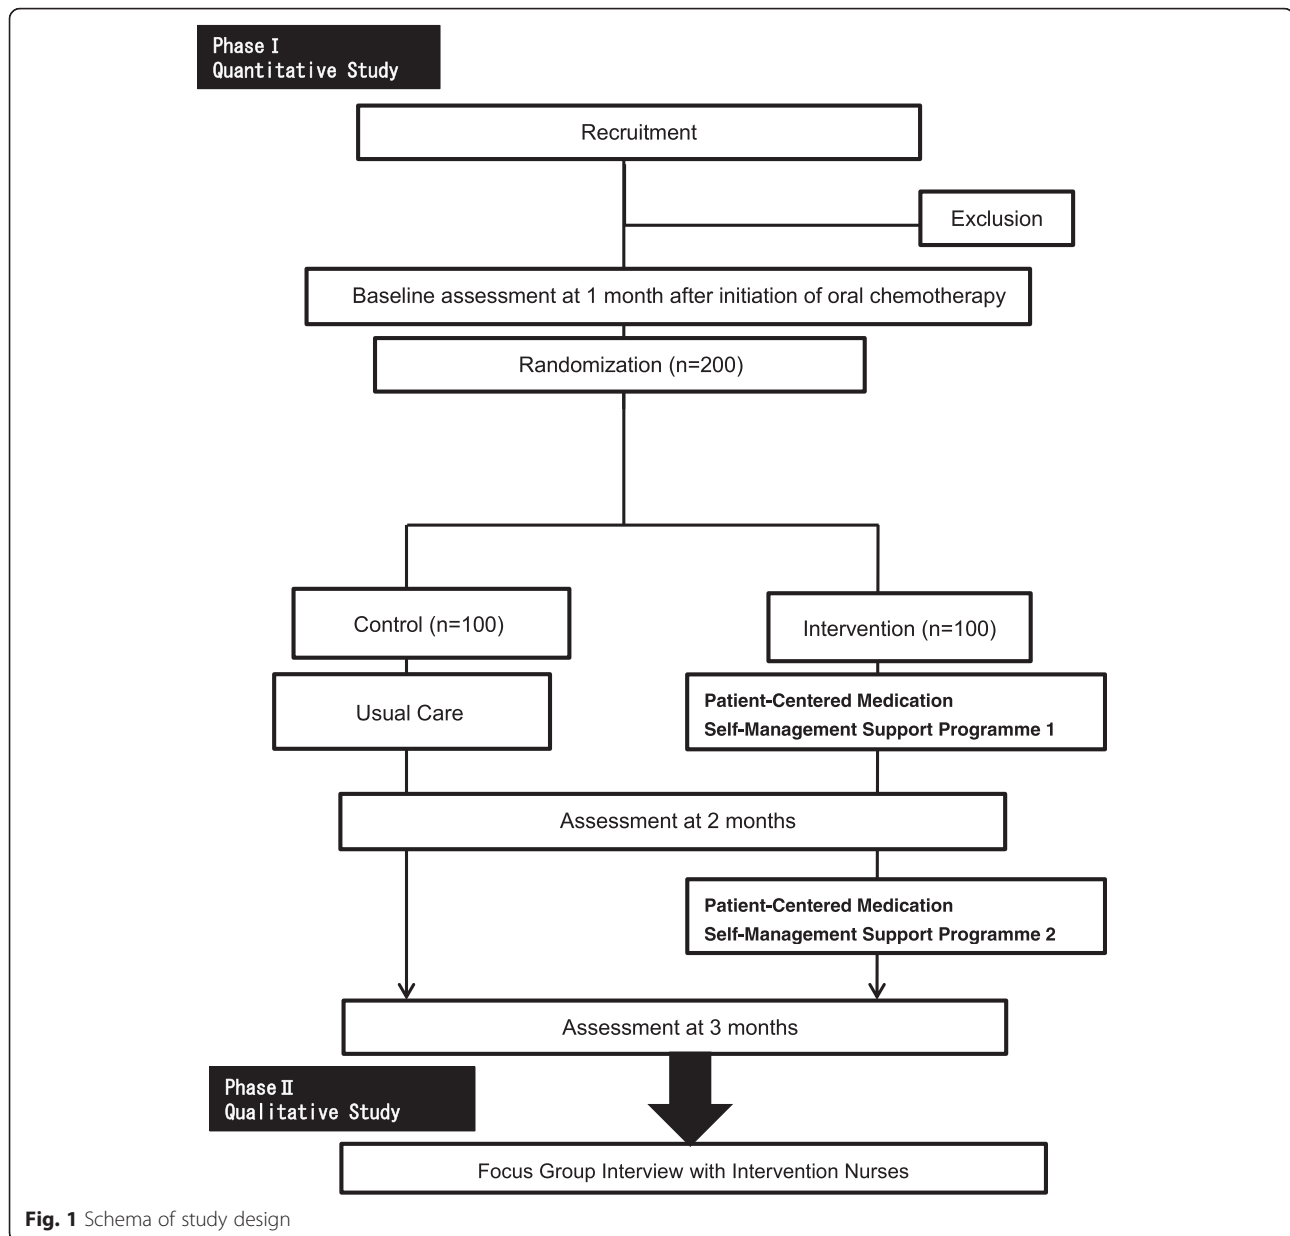 Phase Ⅰ
Quantitative Study
Recruitment
Exclusion
Baseline assessment at 1 month after initiation of oral chemotherapy
Randomization (n=200)
Control (n=100)
Intervention (n=100)
Usual Care
Patient-Centered Medication
Self-Management Support Programme 1
Assessment at 2 months
Patient-Centered Medication
Self-Management Support Programme 2
Assessment at 3 months
Phase Ⅱ
Qualitative Study
Focus Group Interview with Intervention Nurses
Fig. 1 Schema of study design